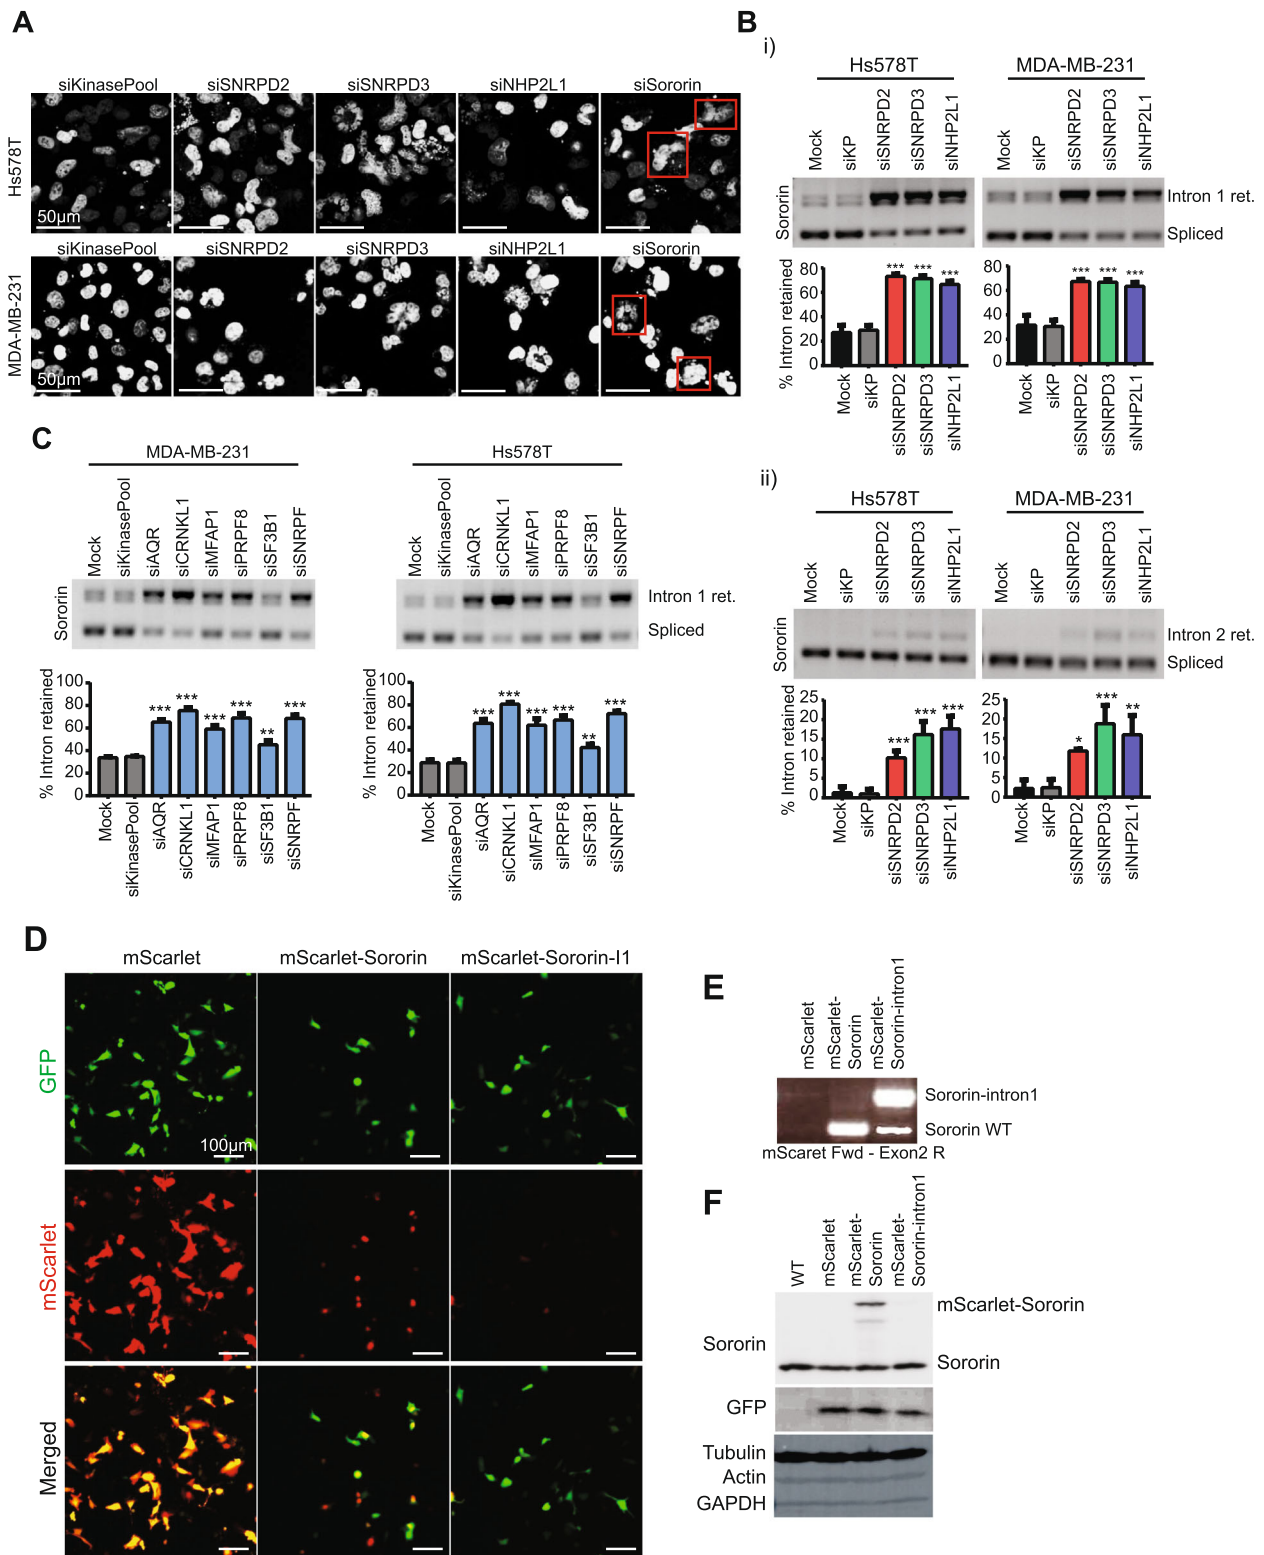 A
siKinasePool siSNRPD2 siSNRPD3 siNHP2L1 siSororin
Hs578T
50µm
siKinasePool siSNRPD2 siSNRPD3 siNHP2L1 siSororin
MDA-MB-231
50µm
B
i)
Hs578T MDA-MB-231
Mock siKP siSNRPD2 siSNRPD3 siNHP2L1 Mock siKP siSNRPD2 siSNRPD3 siNHP2L1
Sororin
Intron 1 ret.
Spliced
% Intron retained
80 60 40 20 0
*** *** ***
Mock siKP siSNRPD2 siSNRPD3 siNHP2L1
80 60 40 20 0
*** *** ***
Mock siKP siSNRPD2 siSNRPD3 siNHP2L1
ii)
Hs578T MDA-MB-231
Mock siKP siSNRPD2 siSNRPD3 siNHP2L1 Mock siKP siSNRPD2 siSNRPD3 siNHP2L1
Sororin
Intron 2 ret.
Spliced
% Intron retained
25 20 15 10 5 0
*** *** ***
Mock siKP siSNRPD2 siSNRPD3 siNHP2L1
25 20 15 10 5 0
* *** **
Mock siKP siSNRPD2 siSNRPD3 siNHP2L1
C
MDA-MB-231 Hs578T
Mock siKinasePool siAQR siCRNKL1 siMFAP1 siPRPF8 siSF3B1 siSNRPF Mock siKinasePool siAQR siCRNKL1 siMFAP1 siPRPF8 siSF3B1 siSNRPF
Sororin
Intron 1 ret.
Spliced
% Intron retained
100 80 60 40 20 0
*** *** *** *** ** ***
Mock siKinasePool siAQR siCRNKL1 siMFAP1 siPRPF8 siSF3B1 siSNRPF
% Intron retained
100 80 60 40 20 0
*** *** *** *** ** ***
Mock siKinasePool siAQR siCRNKL1 siMFAP1 siPRPF8 siSF3B1 siSNRPF
D
mScarlet mScarlet-Sororin mScarlet-Sororin-I1
GFP
100µm
mScarlet
Merged
E
mScarlet mScarlet-Sororin mScarlet-Sororin-intron1
Sororin-intron1
Sororin WT
mScaret Fwd - Exon2 R
F
WT mScarlet mScarlet-Sororin mScarlet-Sororin-intron1
mScarlet-Sororin
Sororin
Sororin
GFP
Tubulin
Actin
GAPDH